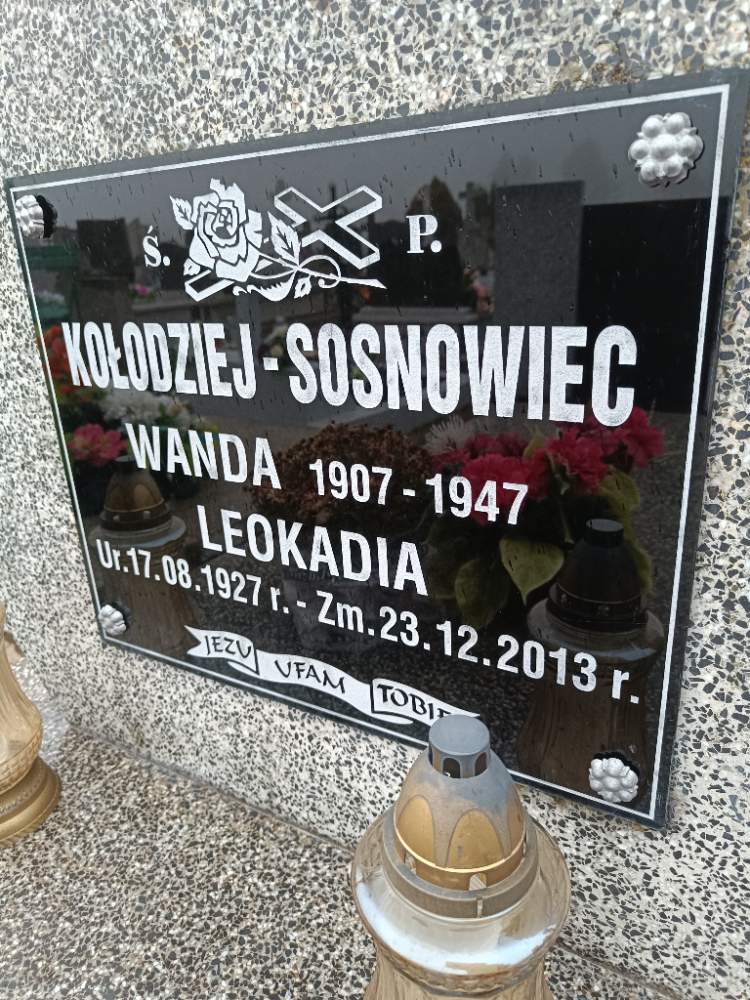 Ś. P.
KOŁODZIEJ - SOSNOWIEC
WANDA 1907 - 1947
LEOKADIA
Ur.17.08.1927 r. - Zm.23.12.2013 r.
JEZU UFAM TOBIE